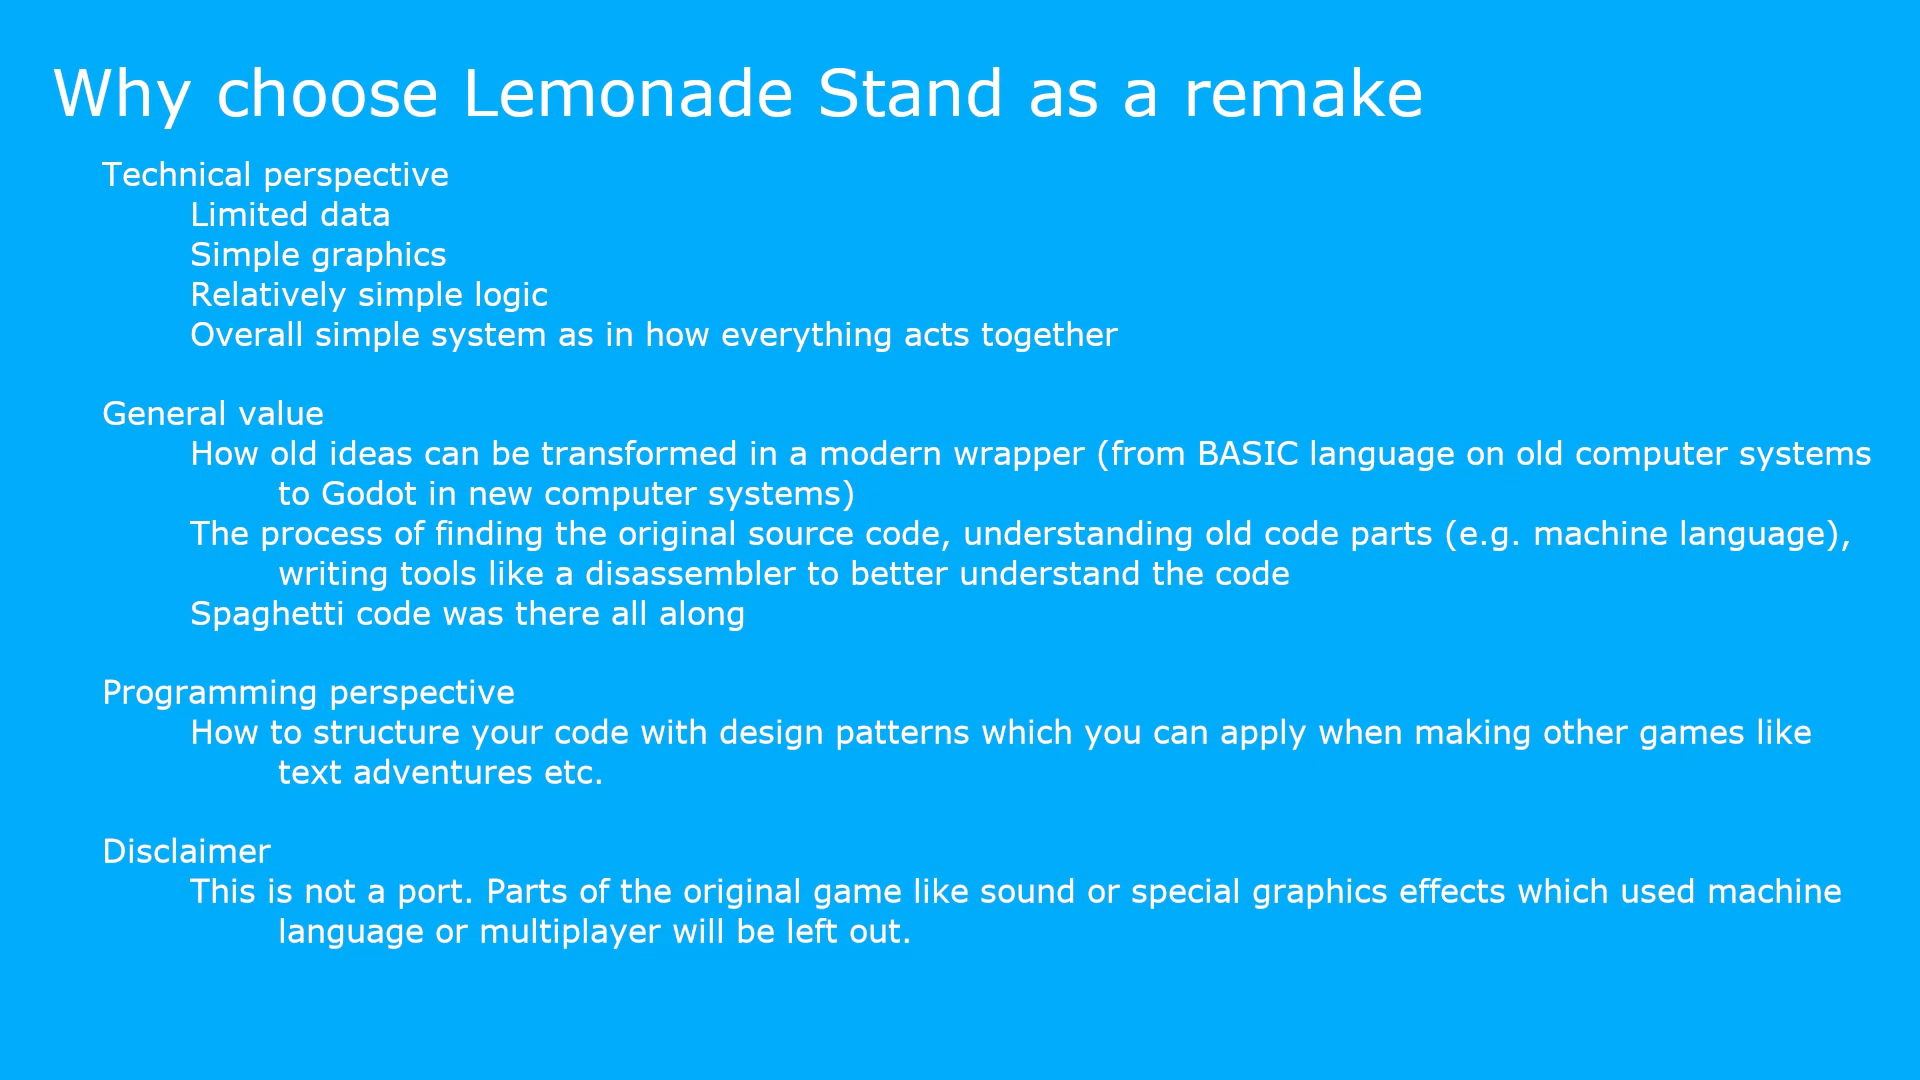 Why choose Lemonade Stand as a remake
Technical perspective
Limited data
Simple graphics
Relatively simple logic
Overall simple system as in how everything acts together
General value
How old ideas can be transformed in a modern wrapper (from BASIC language on old computer systems
to Godot in new computer systems)
The process of finding the original source code, understanding old code parts (e.g. machine language),
writing tools like a disassembler to better understand the code
Spaghetti code was there all along
Programming perspective
How to structure your code with design patterns which you can apply when making other games like
text adventures etc.
Disclaimer
This is not a port. Parts of the original game like sound or special graphics effects which used machine
language or multiplayer will be left out.